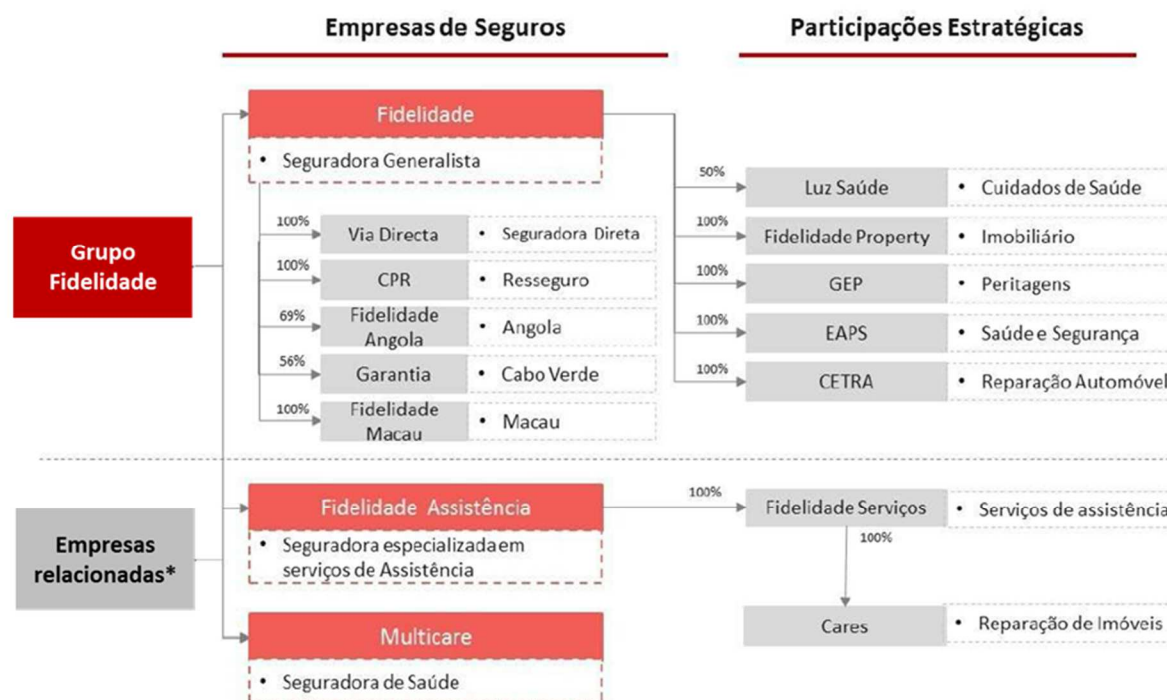 Empresas de Seguros
Participações Estratégicas
Grupo
Fidelidade
Fidelidade
• Seguradora Generalista
100%
Via Directa
• Seguradora Direta
100%
CPR
• Resseguro
69%
Fidelidade
Angola
• Angola
56%
Garantia
• Cabo Verde
100%
Fidelidade
Macau
• Macau
50%
Luz Saúde
• Cuidados de Saúde
100%
Fidelidade Property
• Imobiliário
100%
GEP
• Peritagens
100%
EAPS
• Saúde e Segurança
100%
CETRA
• Reparação Automóvel
Empresas
relacionadas*
Fidelidade Assistência
• Seguradora especializada em
serviços de Assistência
100%
Fidelidade Serviços
• Serviços de assistência
100%
Cares
• Reparação de Imóveis
Multicare
• Seguradora de Saúde